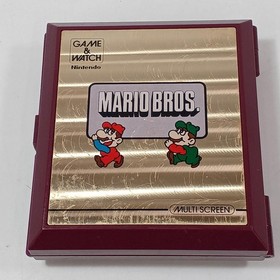 GAME
&
WATCH
Nintendo
MARIO BROS.
MULTI SCREEN